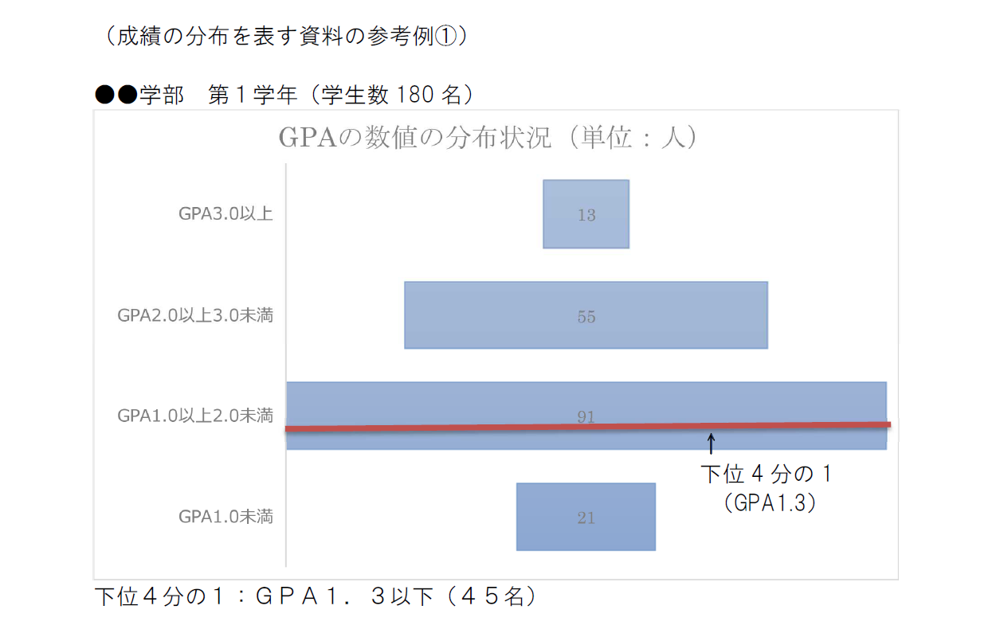 （成績の分布を表す資料の参考例①）
●●学部　第１学年（学生数 180 名）
GPAの数値の分布状況（単位：人）
GPA3.0以上
13
GPA2.0以上3.0未満
55
GPA1.0以上2.0未満
91
下位４分の１
（GPA1.3）
GPA1.0未満
21
下位４分の１：ＧＰＡ１．３以下（４５名）